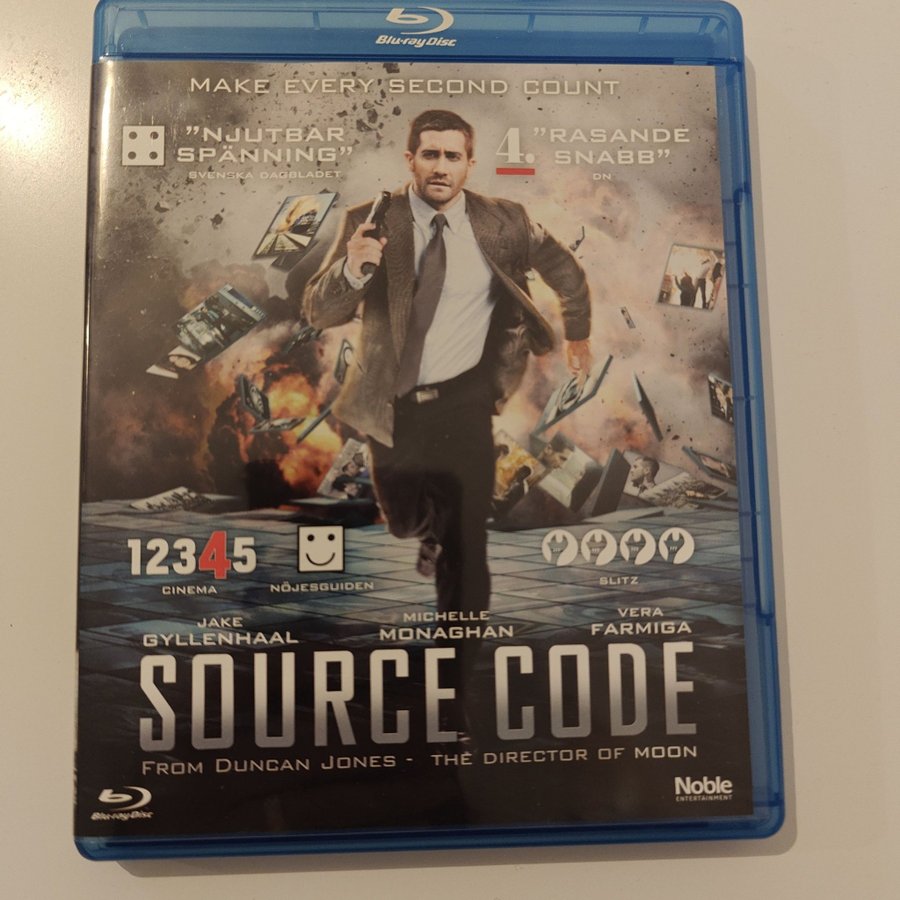 Blu-ray Disc
MAKE EVERY SECOND COUNT
"NJUTBAR
SPÄNNING"
SVENSKA DAGBLADET
4.
"RASANDE
SNABB"
DN
12345
CINEMA
NÖJESGUIDEN
SLITZ
JAKE
GYLLENHAAL
MICHELLE
MONAGHAN
VERA
FARMIGA
SOURCE CODE
FROM DUNCAN JONES - THE DIRECTOR OF MOON
Blu-ray Disc
Noble
ENTERTAINMENT